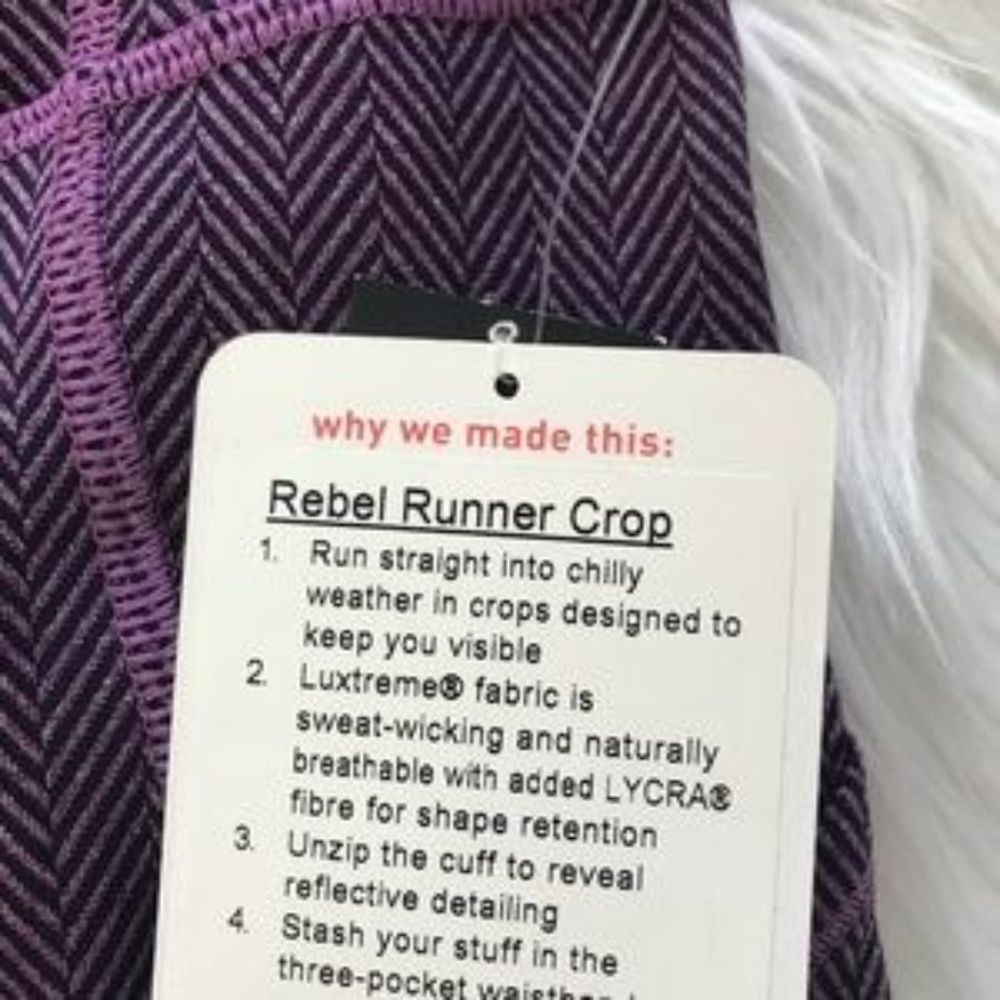 why we made this:
Rebel Runner Crop
1. Run straight into chilly
weather in crops designed to
keep you visible
2. Luxtreme® fabric is
sweat-wicking and naturally
breathable with added LYCRA®
fibre for shape retention
3. Unzip the cuff to reveal
reflective detailing
4. Stash your stuff in the
three-pocket